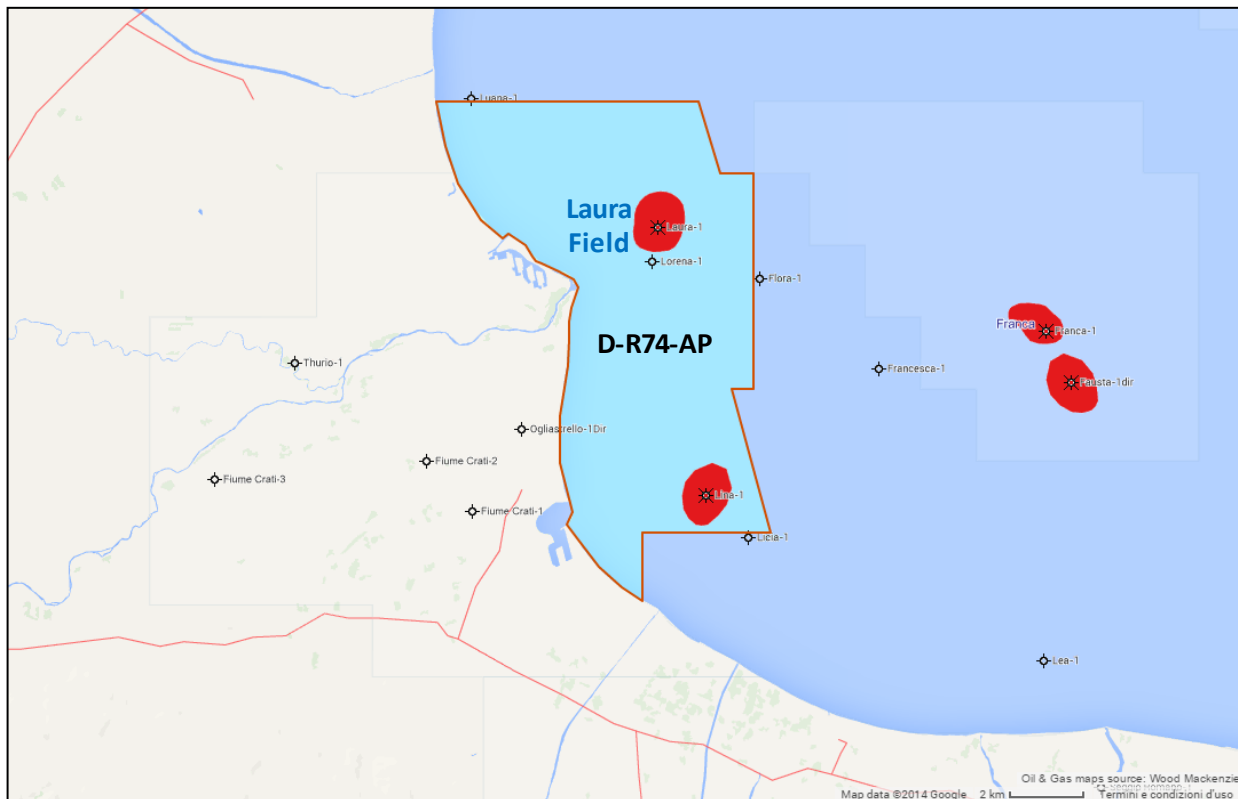 Luana-1
Laura
Field
Laura-1
Lorena-1
Flora-1
Franca
Franca-1
D-R74-AP
Thurio-1
Francesca-1
Fausta-1dir
Ogliastrello-1Dir
Fiume Crati-2
Fiume Crati-3
Lina-1
Fiume Crati-1
Licia-1
Lea-1
Oil & Gas maps source: Wood Mackenzie
Map data ©2014 Google 2 km Termini e condizioni d'uso